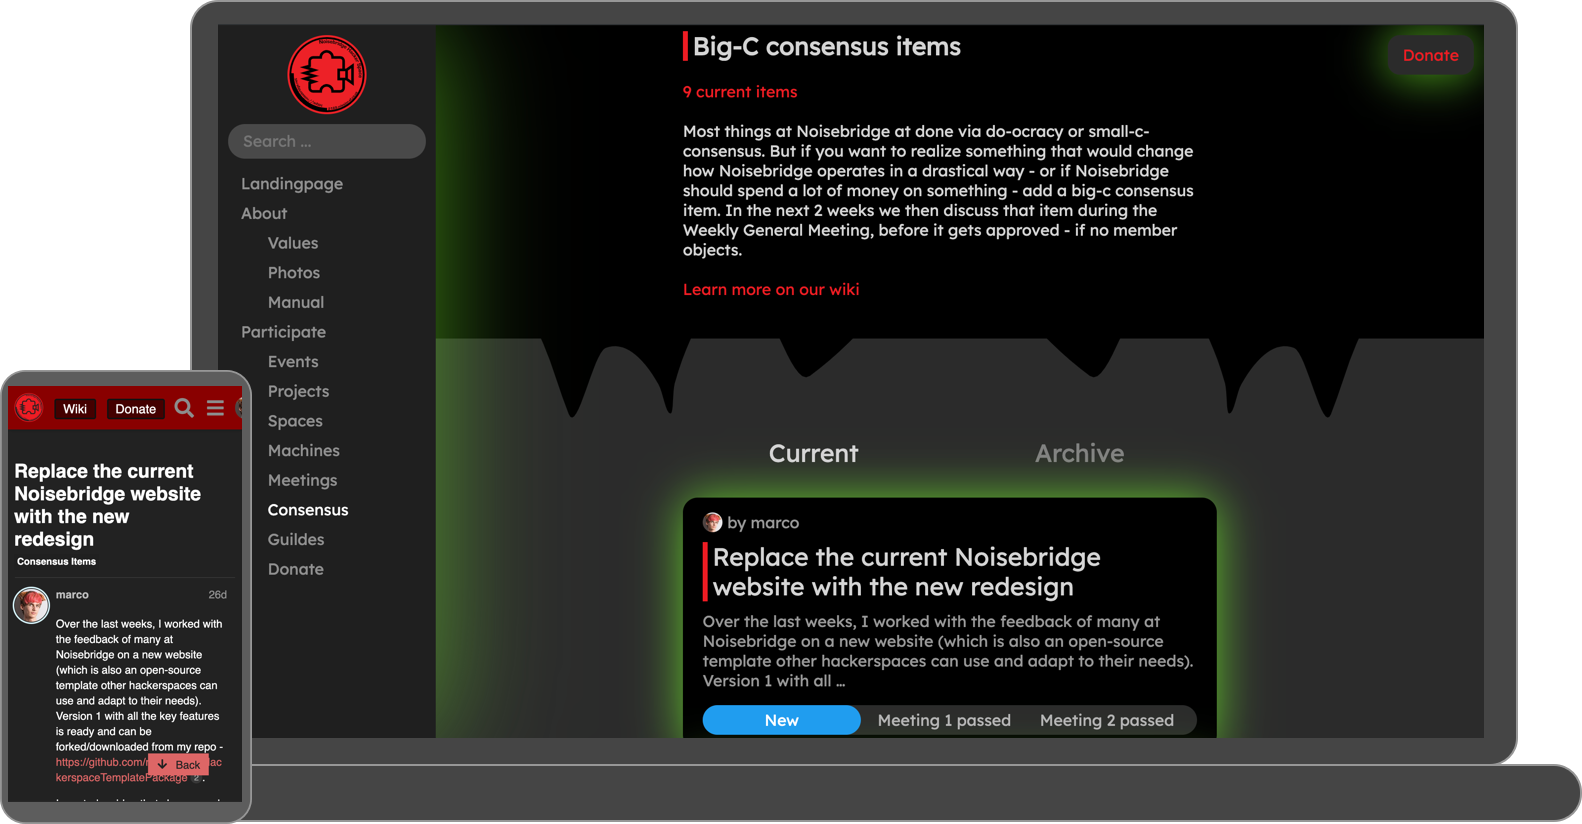 Search ...
Landingpage
About
Values
Photos
Manual
Participate
Events
Projects
Spaces
Machines
Meetings
Consensus
Guildes
Donate
Big-C consensus items
Donate
9 current items
Most things at Noisebridge at done via do-ocracy or small-c-
consensus. But if you want to realize something that would change
how Noisebridge operates in a drastical way - or if Noisebridge
should spend a lot of money on something - add a big-c consensus
item. In the next 2 weeks we then discuss that item during the
Weekly General Meeting, before it gets approved - if no member
objects.
Learn more on our wiki
Current
Archive
by marco
Replace the current Noisebridge
website with the new redesign
Over the last weeks, I worked with the feedback of many at
Noisebridge on a new website (which is also an open-source
template other hackerspaces can use and adapt to their needs).
Version 1 with all ...
New
Meeting 1 passed
Meeting 2 passed
Wiki
Donate
Replace the current
Noisebridge website
with the new
redesign
Consensus Items
marco
26d
Over the last weeks, I worked with
the feedback of many at
Noisebridge on a new website
(which is also an open-source
template other hackerspaces can
use and adapt to their needs).
Version 1 with all the key features
is ready and can be
forked/downloaded from my repo -
https://github.com/
Back
kerspaceTemplatePackage 2 .